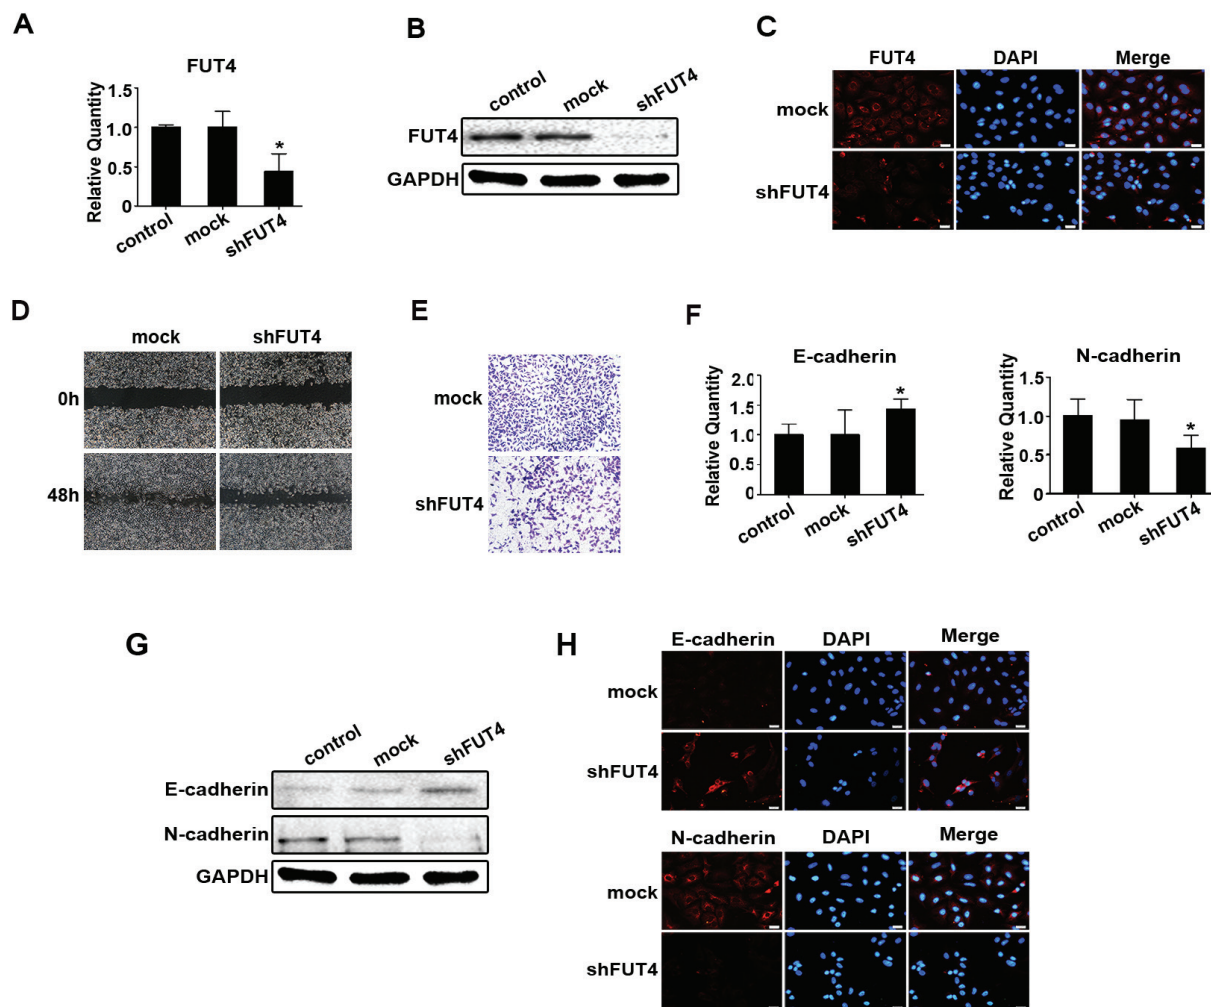 A
FUT4
Relative Quantity
1.5
1.0
0.5
0
*
control
mock
shFUT4
B
control
mock
shFUT4
FUT4
GAPDH
C
FUT4
DAPI
Merge
mock
shFUT4
D
mock
shFUT4
0h
48h
E
mock
shFUT4
F
E-cadherin
Relative Quantity
2.0
1.5
1.0
0.5
0
*
control
mock
shFUT4
N-cadherin
Relative Quantity
1.5
1.0
0.5
0
*
control
mock
shFUT4
G
control
mock
shFUT4
E-cadherin
N-cadherin
GAPDH
H
E-cadherin
DAPI
Merge
mock
shFUT4
N-cadherin
DAPI
Merge
mock
shFUT4